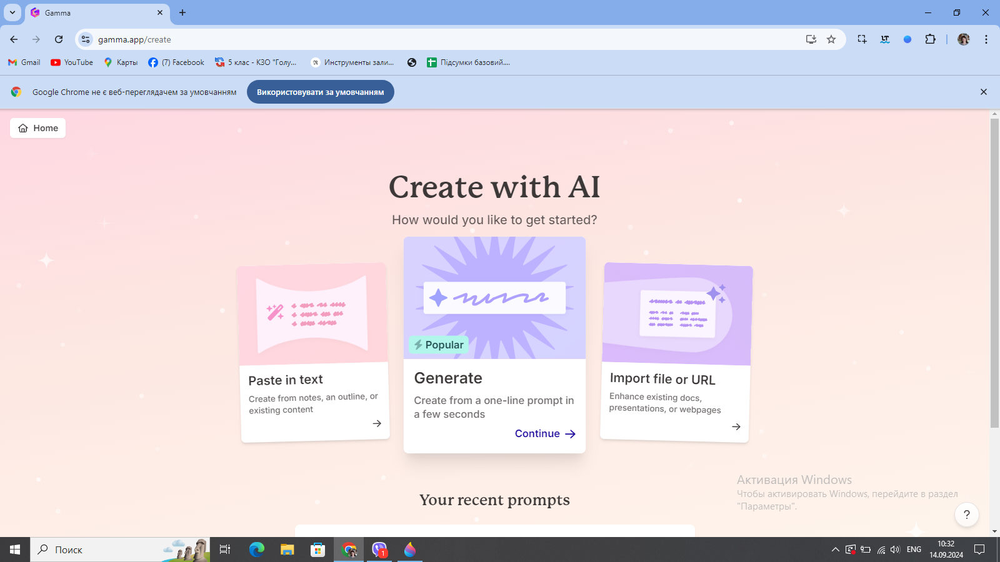 Gamma
gamma.app/create
Gmail
YouTube
Карты
(7) Facebook
5 клас - КЗО "Голу...
Инструменты зали...
Підсумки базовий....
Google Chrome не є веб-переглядачем за умовчанням
Використовувати за умовчанням
Home
Create with AI
How would you like to get started?
Paste in text
Create from notes, an outline, or
existing content
Popular
Generate
Create from a one-line prompt in
a few seconds
Continue
Import file or URL
Enhance existing docs,
presentations, or webpages
Your recent prompts
Активация Windows
Чтобы активировать Windows, перейдите в раздел
"Параметры".
?
Поиск
1
ENG
10:32
14.09.2024